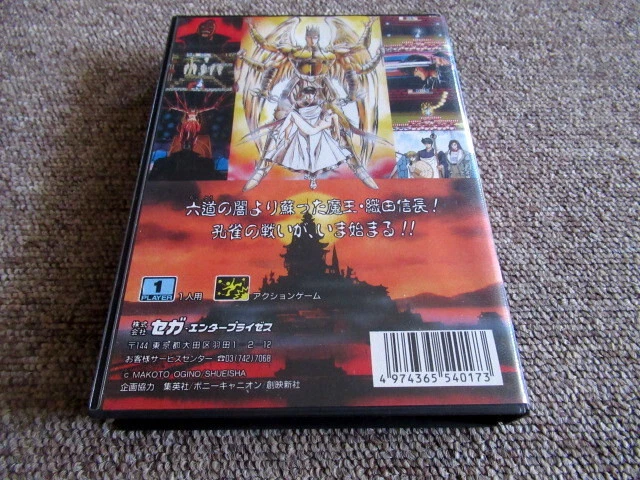 六道の闇より蘇った魔王・織田信長!
孔雀の戦いが、いま始まる!!
1 PLAYER 1人用
アクションゲーム
株式会社 セガ・エンタープライゼス
〒144 東京都大田区羽田1-2-12
お客様サービスセンター ☎03(742)7068
© MAKOTO OGINO SHUEISHA
企画協力 集英社/ポニーキャニオン/創映新社
4 974365 540173